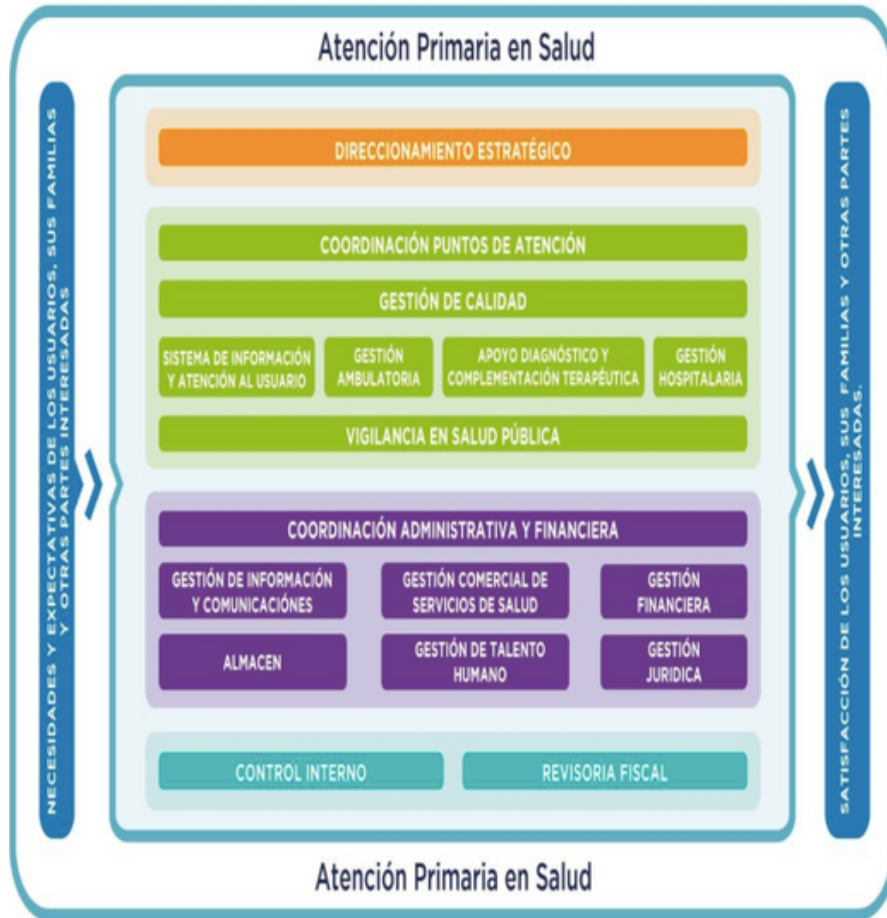 Atención Primaria en Salud
NECESIDADES Y EXPECTATIVAS DE LOS USUARIOS, SUS FAMILIAS
Y OTRAS PARTES INTERESADAS
DIRECCIONAMIENTO ESTRATÉGICO
COORDINACIÓN PUNTOS DE ATENCIÓN
GESTIÓN DE CALIDAD
SISTEMA DE INFORMACIÓN
Y ATENCIÓN AL USUARIO
GESTIÓN
AMBULATORIA
APOYO DIAGNÓSTICO Y
COMPLEMENTACIÓN TERAPÉUTICA
GESTIÓN
HOSPITALARIA
VIGILANCIA EN SALUD PÚBLICA
COORDINACIÓN ADMINISTRATIVA Y FINANCIERA
GESTIÓN DE INFORMACIÓN
Y COMUNICACIÓNES
GESTIÓN COMERCIAL DE
SERVICIOS DE SALUD
GESTIÓN
FINANCIERA
ALMACEN
GESTIÓN DE TALENTO
HUMANO
GESTIÓN
JURIDICA
CONTROL INTERNO
REVISORIA FISCAL
SATISFACCIÓN DE LOS USUARIOS, SUS FAMILIAS Y OTRAS PARTES
INTERESADAS.
Atención Primaria en Salud